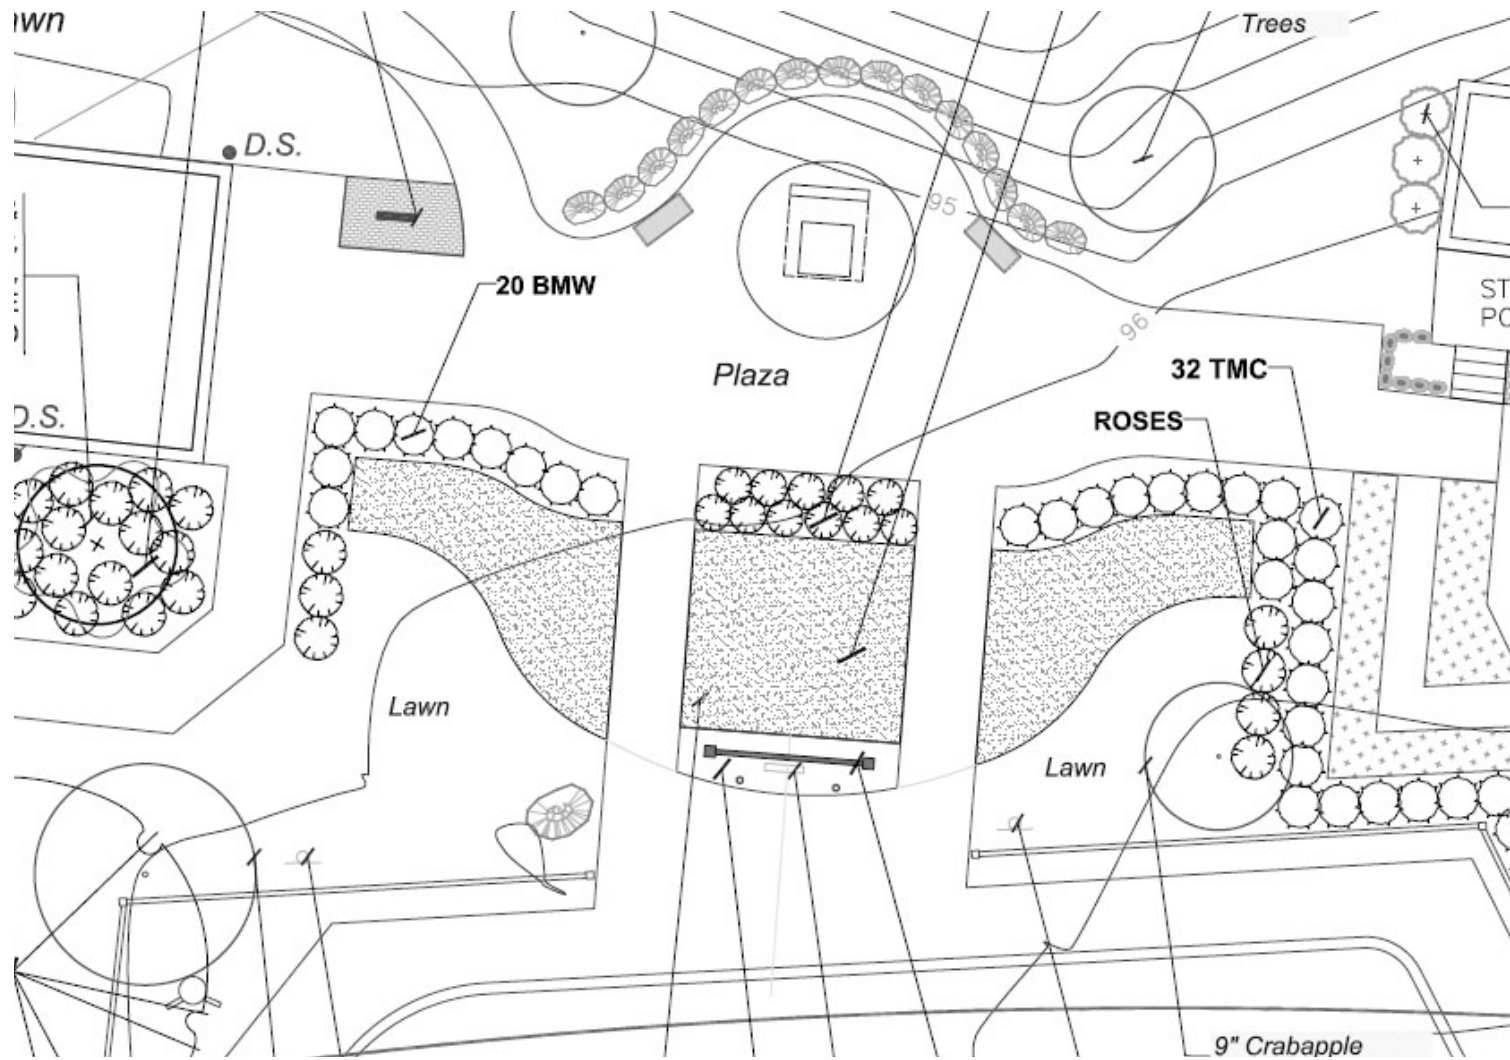 Trees
D.S.
95
20 BMW
96
Plaza
32 TMC
ROSES
Lawn
Lawn
9" Crabapple